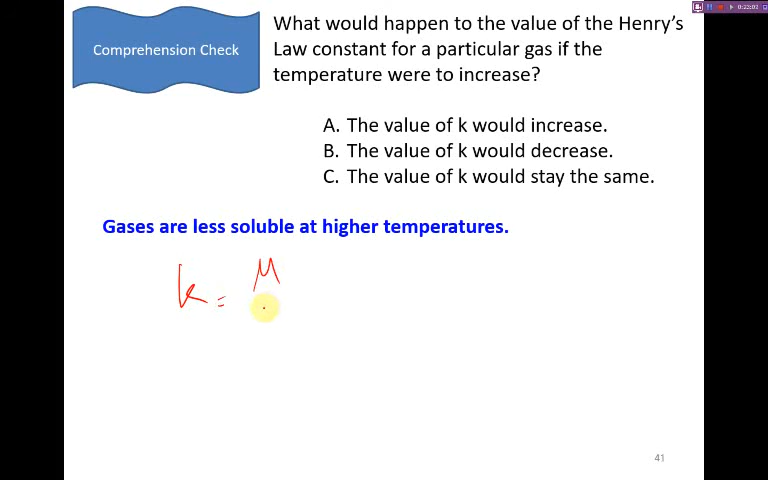 Comprehension Check
What would happen to the value of the Henry's
Law constant for a particular gas if the
temperature were to increase?
A. The value of k would increase.
B. The value of k would decrease.
C. The value of k would stay the same.
Gases are less soluble at higher temperatures.
k = M
41